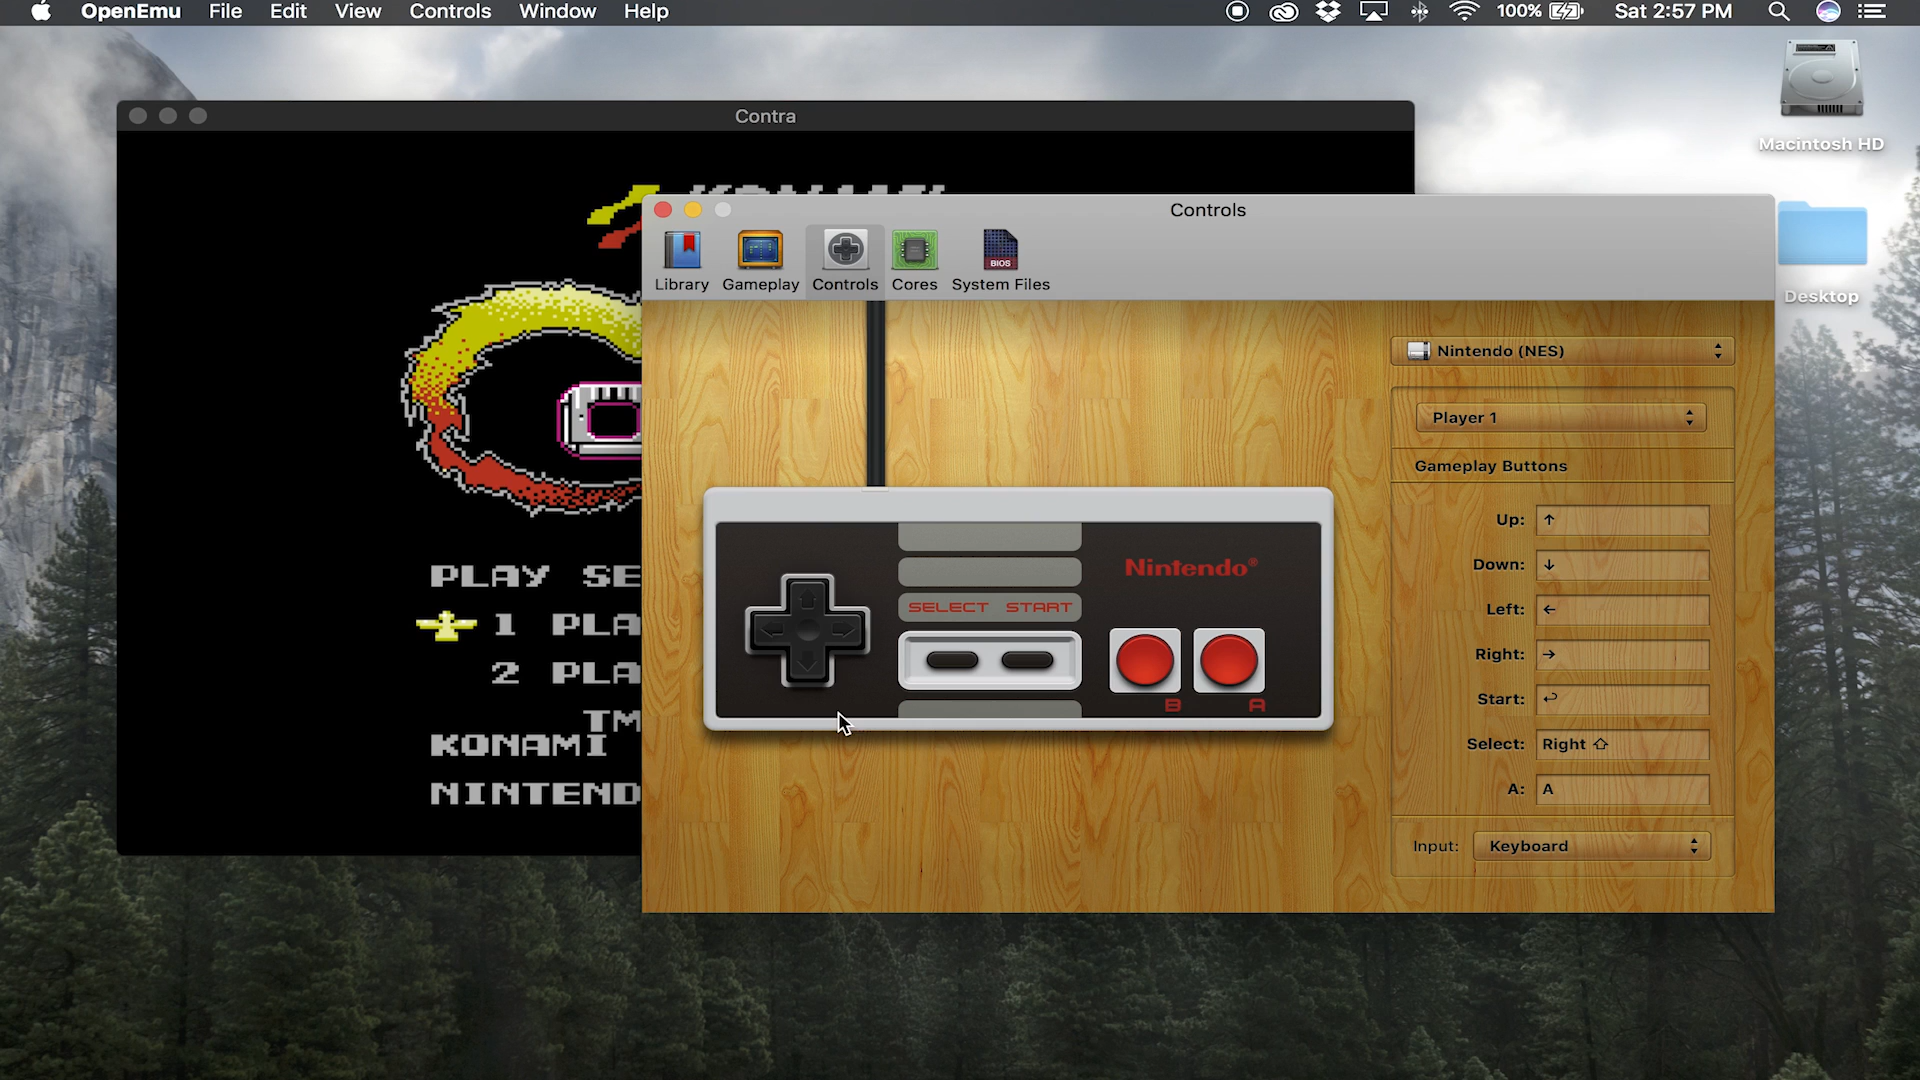 OpenEmu File Edit View Controls Window Help 100% Sat 2:57 PM
Macintosh HD
Desktop
Contra
KONAMI
PLAY SE
1 PLA
2 PLA
TM
KONAMI
NINTEND
Controls
Library Gameplay Controls Cores System Files
BIOS
Nintendo (NES)
Player 1
Gameplay Buttons
Up: ↑
Down: ↓
Left: ←
Right: →
Start: ↩
Select: Right ⇧
A: A
Input: Keyboard
Nintendo®
SELECT START
B A